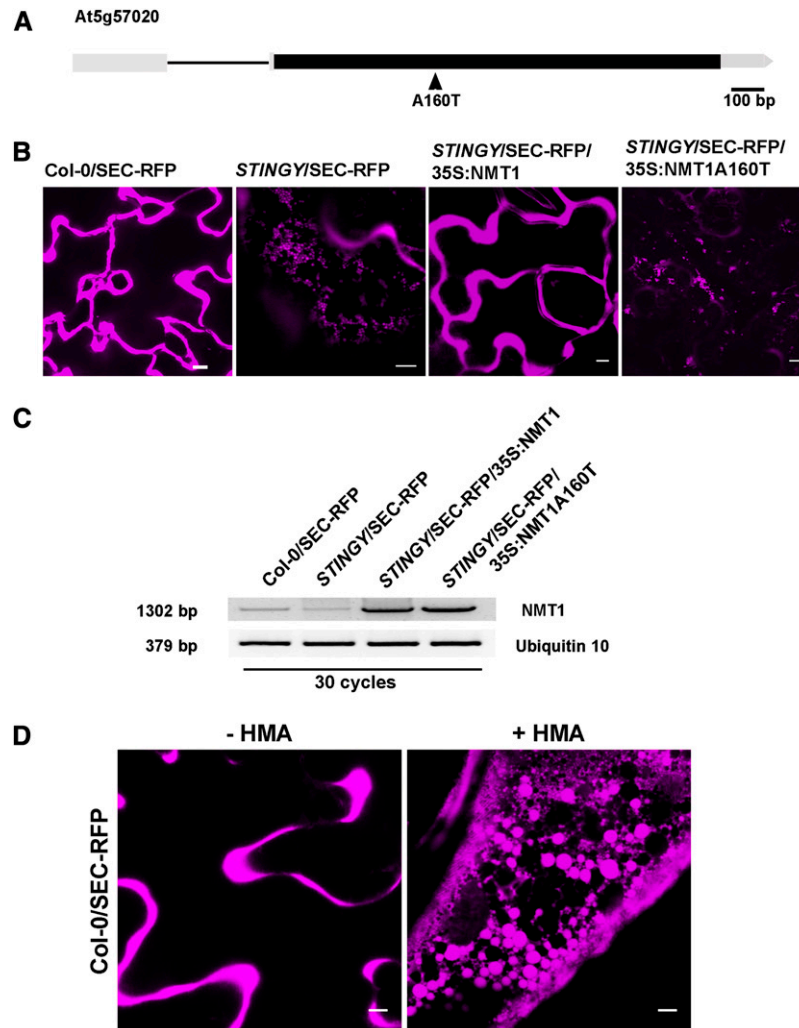 A
At5g57020
A160T
100 bp
B
Col-0/SEC-RFP
STINGY/SEC-RFP
STINGY/SEC-RFP/
35S:NMT1
STINGY/SEC-RFP/
35S:NMT1A160T
C
Col-0/SEC-RFP
STINGY/SEC-RFP
STINGY/SEC-RFP/35S:NMT1
STINGY/SEC-RFP/
35S:NMT1A160T
1302 bp
NMT1
379 bp
Ubiquitin 10
30 cycles
D
- HMA
+ HMA
Col-0/SEC-RFP